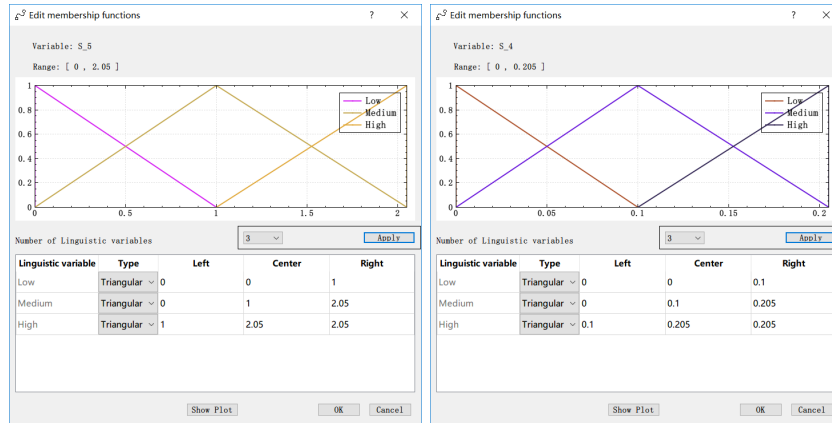 Edit membership functions ? ×
Variable: S_5
Range: [ 0 , 2.05 ]
1
0.8
0.6
0.4
0.2
0
0 0.5 1 1.5 2
Low
Medium
High
Number of Linguistic variables 3 Apply
Linguistic variable Type Left Center Right
Low Triangular 0 0 1
Medium Triangular 0 1 2.05
High Triangular 1 2.05 2.05
Show Plot OK Cancel
Edit membership functions ? ×
Variable: S_4
Range: [ 0 , 0.205 ]
1
0.8
0.6
0.4
0.2
0
0 0.05 0.1 0.15 0.2
Low
Medium
High
Number of Linguistic variables 3 Apply
Linguistic variable Type Left Center Right
Low Triangular 0 0 0.1
Medium Triangular 0 0.1 0.205
High Triangular 0.1 0.205 0.205
Show Plot OK Cancel